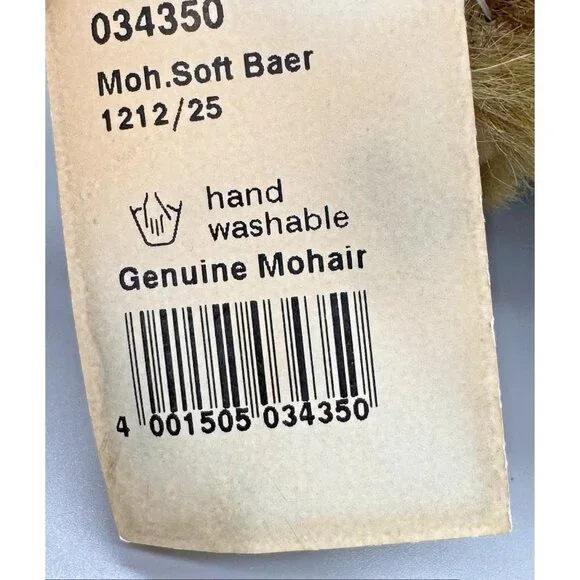 034350
Moh.Soft Baer
1212/25
hand
washable
Genuine Mohair
4 001505 034350